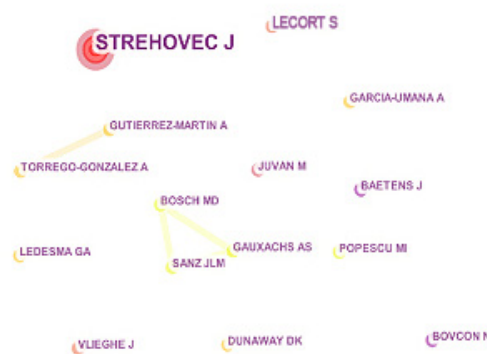 LECORT S
STREHOVEC J
GARCIA-UMANA A
GUTIERREZ-MARTIN A
TORREGO-GONZALEZ A
JUVAN M
BAETENS J
BOSCH MD
LEDESMA GA
GAUXACHS AS
POPESCU MI
SANZ JLM
VLIEGHE J
DUNAWAY DK
BOVCON N